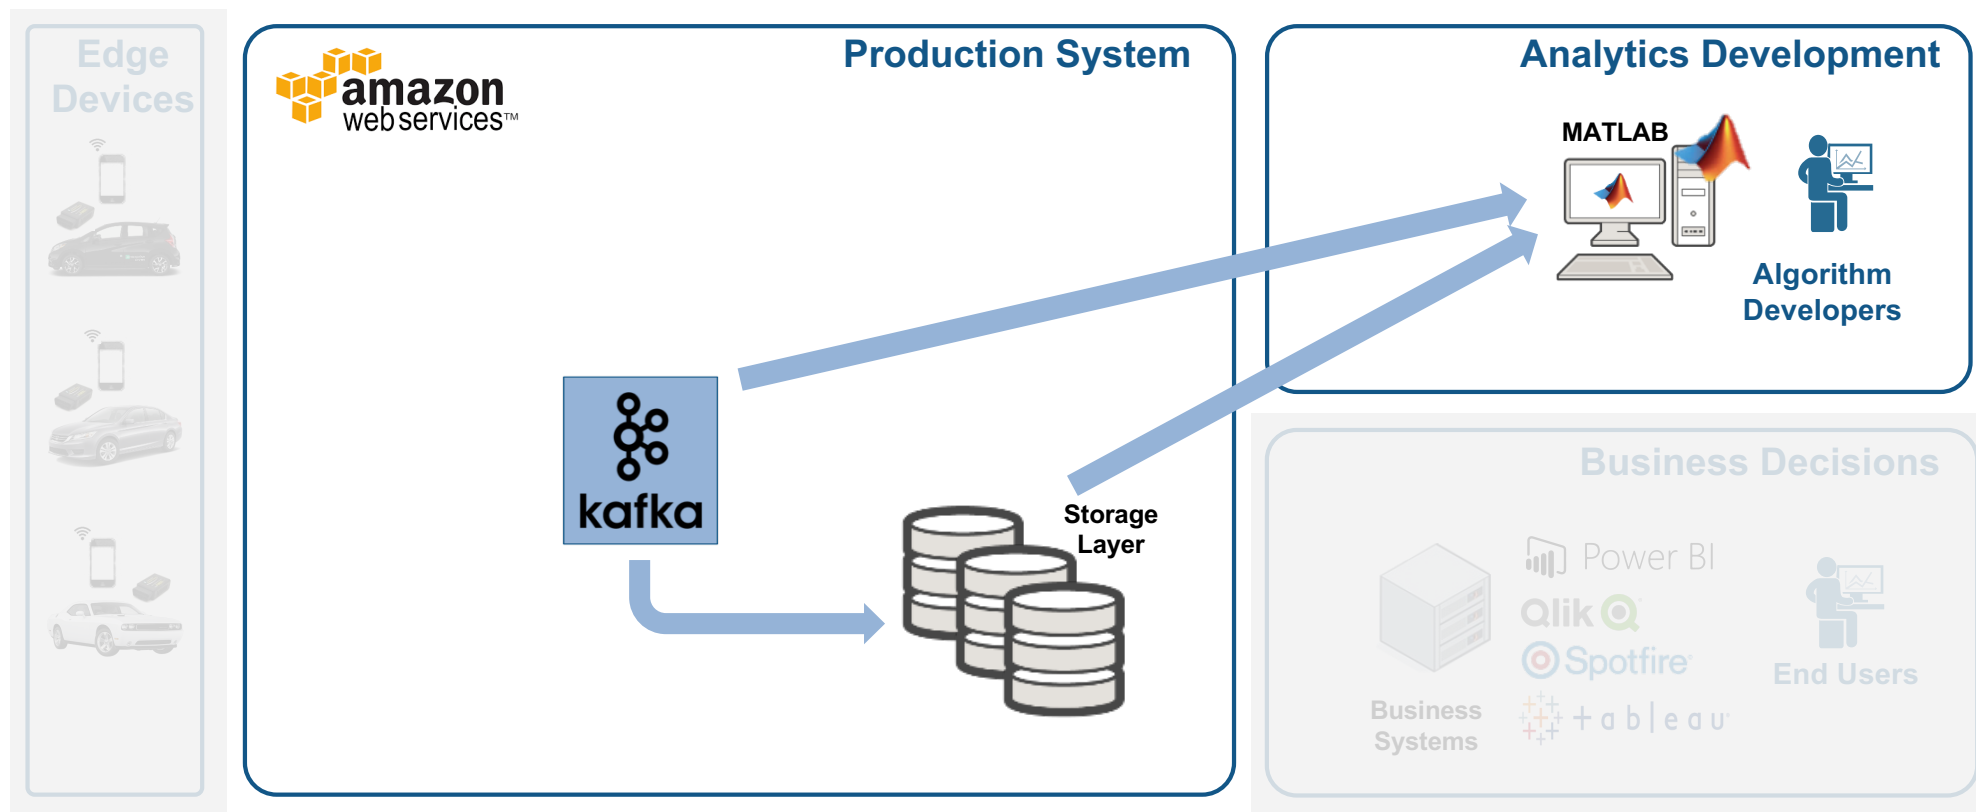 Edge
Devices
amazon
web services™
Production System
kafka
Storage
Layer
Analytics Development
MATLAB
Algorithm
Developers
Business Decisions
Power BI
Qlik
Spotfire
tableau
Business
Systems
End Users